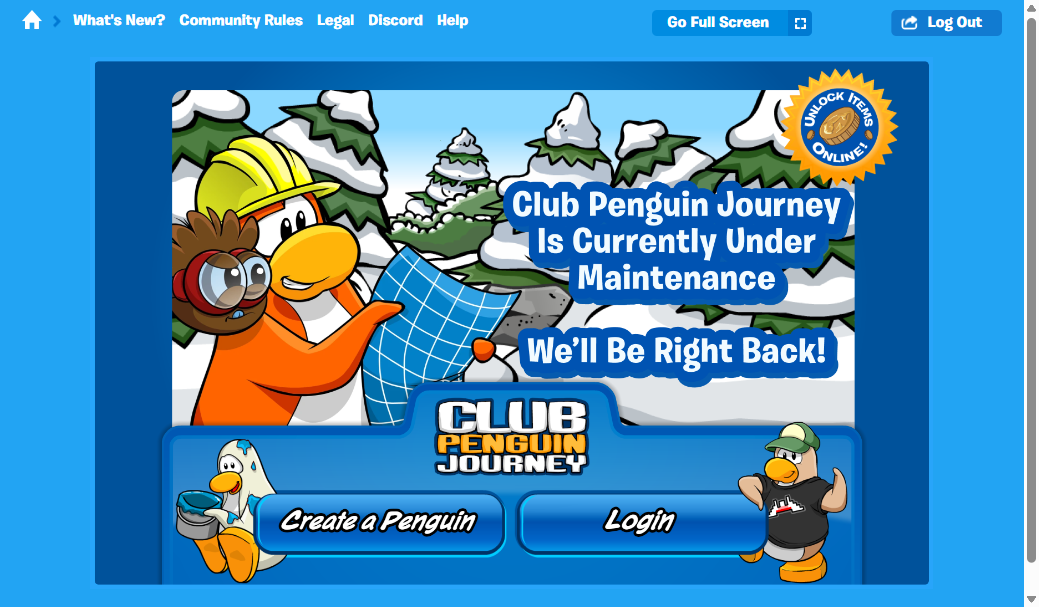 What's New?
Community Rules
Legal
Discord
Help
Go Full Screen
Log Out
UNLOCK ITEMS
ONLINE!
Club Penguin Journey
Is Currently Under
Maintenance
We'll Be Right Back!
CLUB
PENGUIN
JOURNEY
Create a Penguin
Login